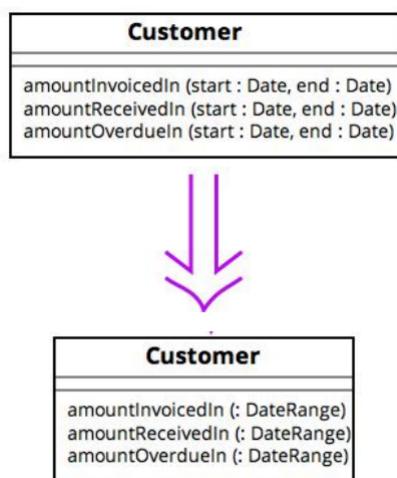 Customer
amountInvoicedIn (start : Date, end : Date)
amountReceivedIn (start : Date, end : Date)
amountOverdueIn (start : Date, end : Date)
Customer
amountInvoicedIn (: DateRange)
amountReceivedIn (: DateRange)
amountOverdueIn (: DateRange)